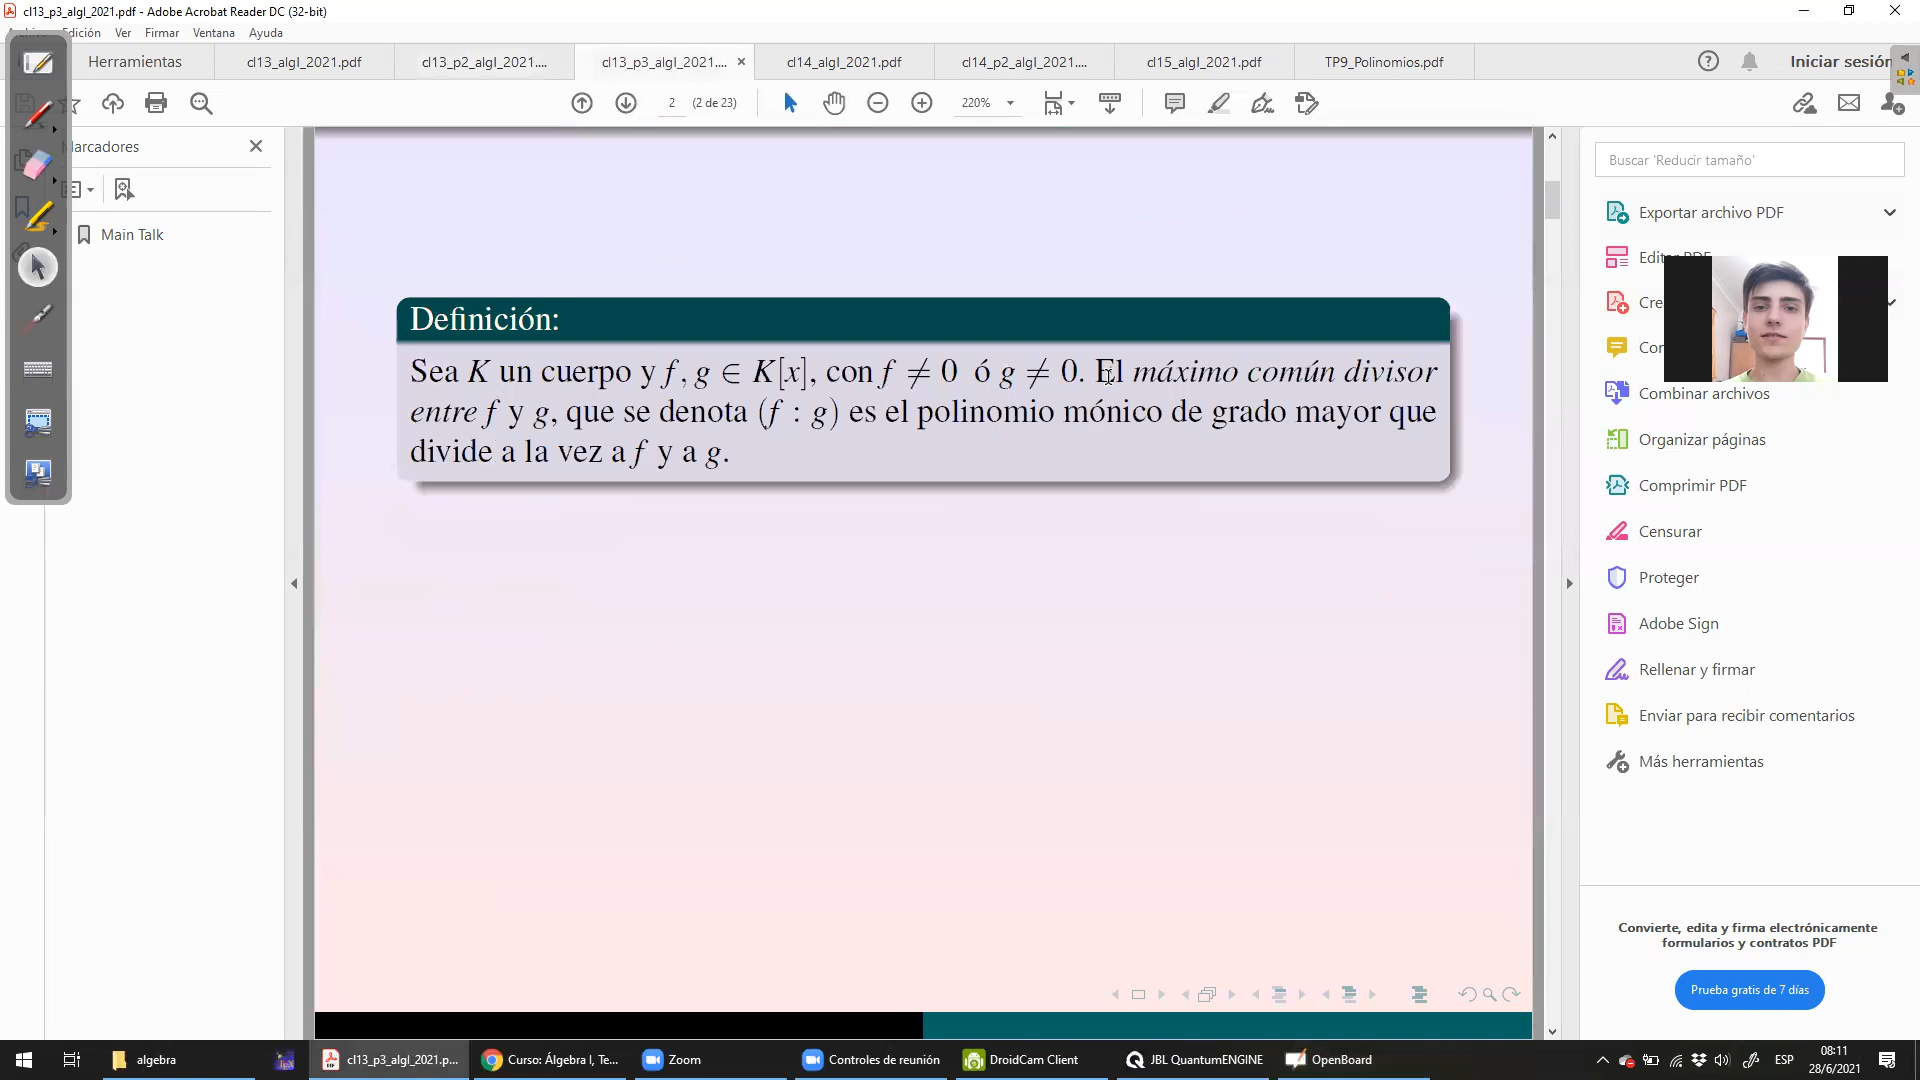 cl13_p3_algI_2021.pdf - Adobe Acrobat Reader DC (32-bit)
Edición Ver Firmar Ventana Ayuda
Herramientas cl13_algI_2021.pdf cl13_p2_algI_2021.... cl13_p3_algI_2021.... cl14_algI_2021.pdf cl14_p2_algI_2021.... cl15_algI_2021.pdf TP9_Polinomios.pdf Iniciar sesión
2 (2 de 23) 220%
Marcadores
Main Talk
Definición:
Sea K un cuerpo y f, g ∈ K[x], con f ≠ 0 ó g ≠ 0. El máximo común divisor
entre f y g, que se denota (f : g) es el polinomio mónico de grado mayor que
divide a la vez a f y a g.
Buscar 'Reducir tamaño'
Exportar archivo PDF
Editar PDF
Cre
Con
Combinar archivos
Organizar páginas
Comprimir PDF
Censurar
Proteger
Adobe Sign
Rellenar y firmar
Enviar para recibir comentarios
Más herramientas
Convierte, edita y firma electrónicamente
formularios y contratos PDF
Prueba gratis de 7 días
algebra cl13_p3_algI_2021.p... Curso: Álgebra I, Te... Zoom Controles de reunión DroidCam Client JBL QuantumENGINE OpenBoard ESP
08:11
28/6/2021